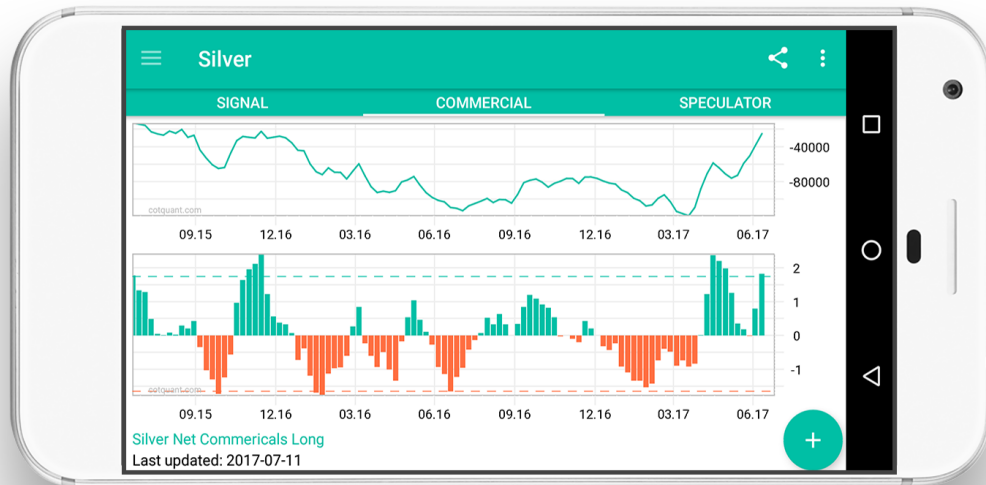 Silver
SIGNAL COMMERCIAL SPECULATOR
-40000
-80000
cotquant.com
09.15 12.16 03.16 06.16 09.16 12.16 03.17 06.17
2
1
0
-1
cotquant.com
09.15 12.16 03.16 06.16 09.16 12.16 03.17 06.17
Silver Net Commericals Long
Last updated: 2017-07-11
+